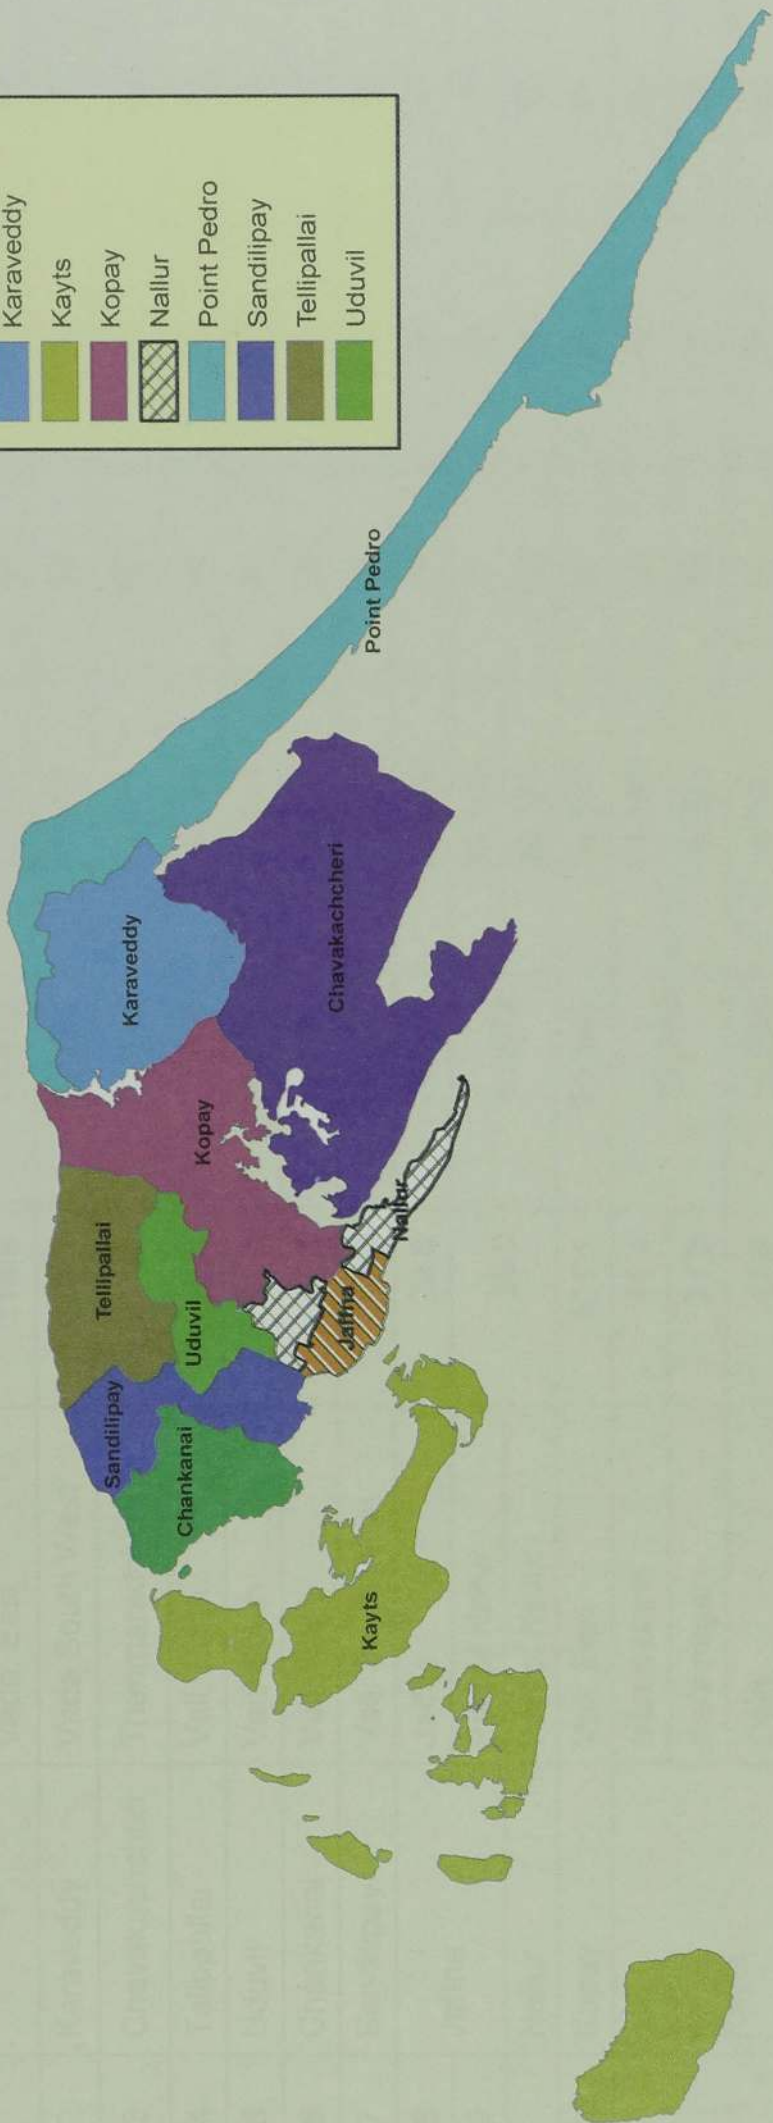 Karaveddy
Kayts
Kopay
Nallur
Point Pedro
Sandilipay
Tellipallai
Uduvil
Point Pedro
Karaveddy
Chavakachcheri
Kopay
Tellipallai
Nallur
Uduvil
Jaffna
Sandilipay
Chankanai
Kayts